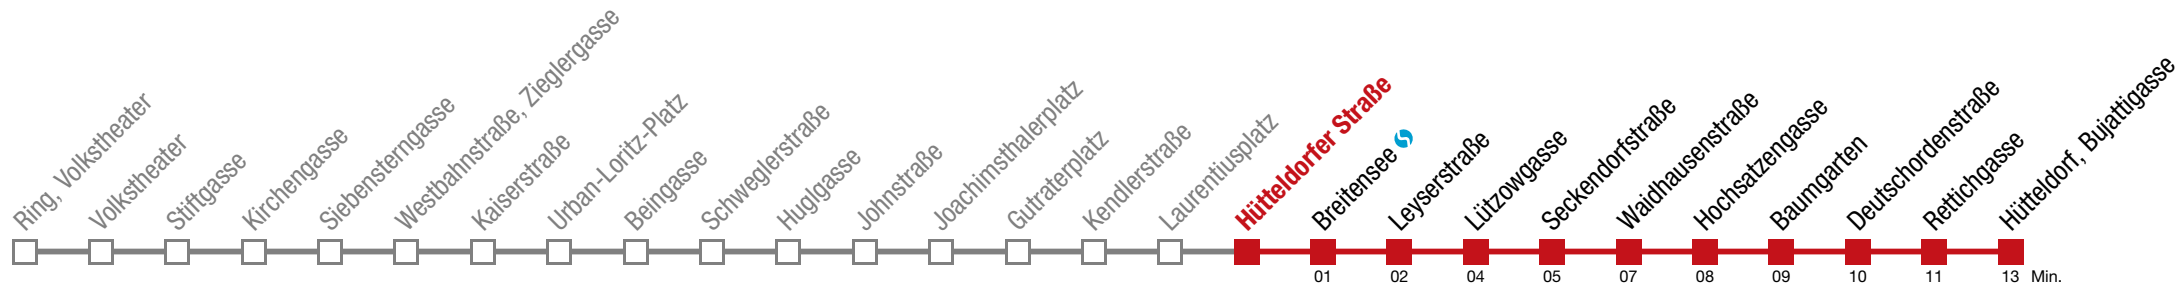 Ring, Volkstheater
Volkstheater
Stiftgasse
Kirchengasse
Siebensterngasse
Westbahnstraße, Zieglergasse
Kaiserstraße
Urban-Loritz-Platz
Beingasse
Schweglerstraße
Huglgasse
Johnstraße
Joachimsthalerplatz
Gutraterplatz
Kendlerstraße
Laurentiusplatz
Hütteldorfer Straße
Breitensee
Leyserstraße
Lützowgasse
Seckendorfstraße
Waidhausenstraße
Hochsatzengasse
Baumgarten
Deutschordenstraße
Rettichgasse
Hütteldorf, Bujattigasse
01 02 04 05 07 08 09 10 11 13 Min.